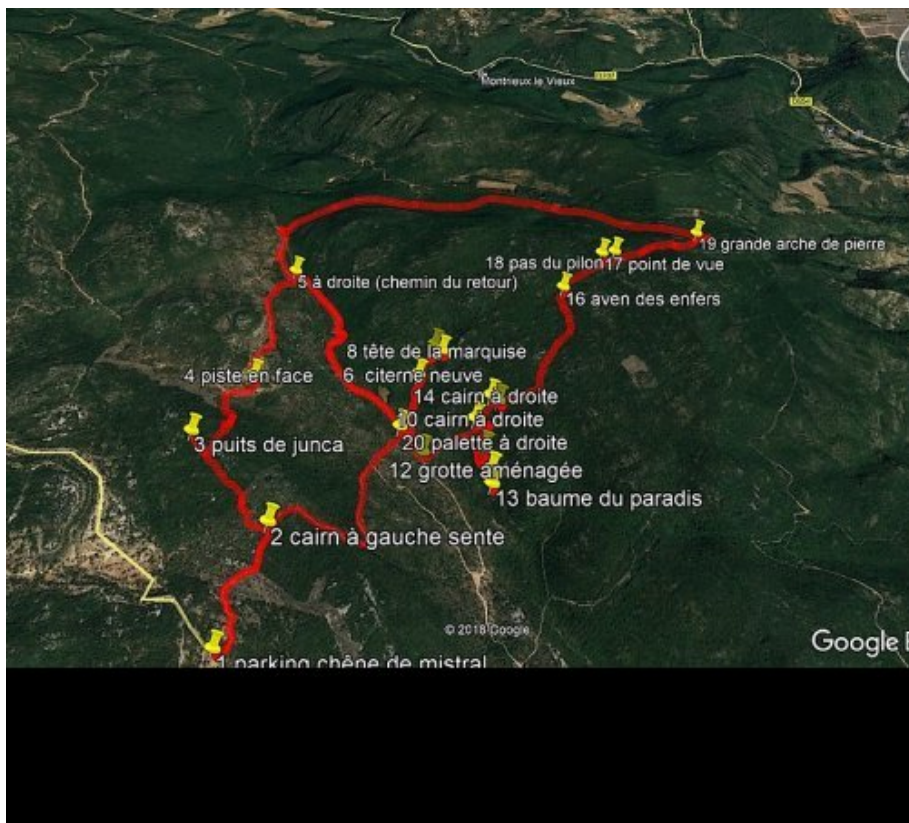 Montrieux le Vieux
19 grande arche de pierre
18 pas du pilon
17 point de vue
5 à droite (chemin du retour)
16 aven des enfers
8 tête de la marquise
4 piste en face
6 citerne neuve
14 cairn à droite
10 cairn à droite
3 puits de junca
20 palette à droite
12 grotte aménagée
13 baume du paradis
2 cairn à gauche sente
© 2018 Google
Google E
1 parking chêne de mistral